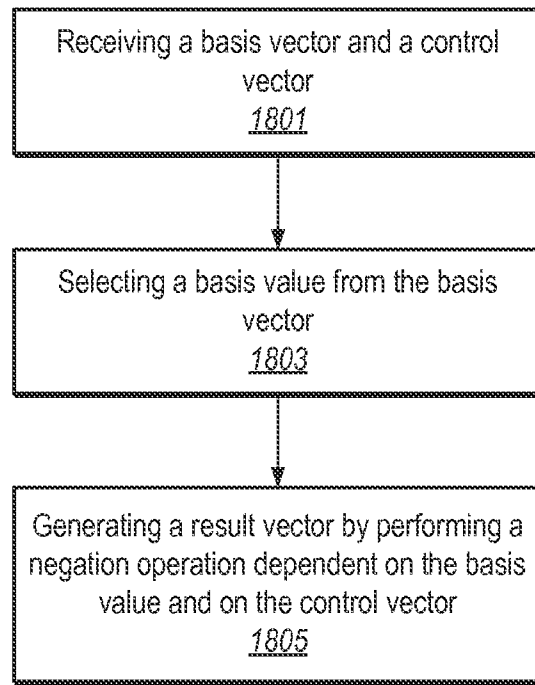 Receiving a basis vector and a control
vector
1801
Selecting a basis value from the basis
vector
1803
Generating a result vector by performing a
negation operation dependent on the basis
value and on the control vector
1805